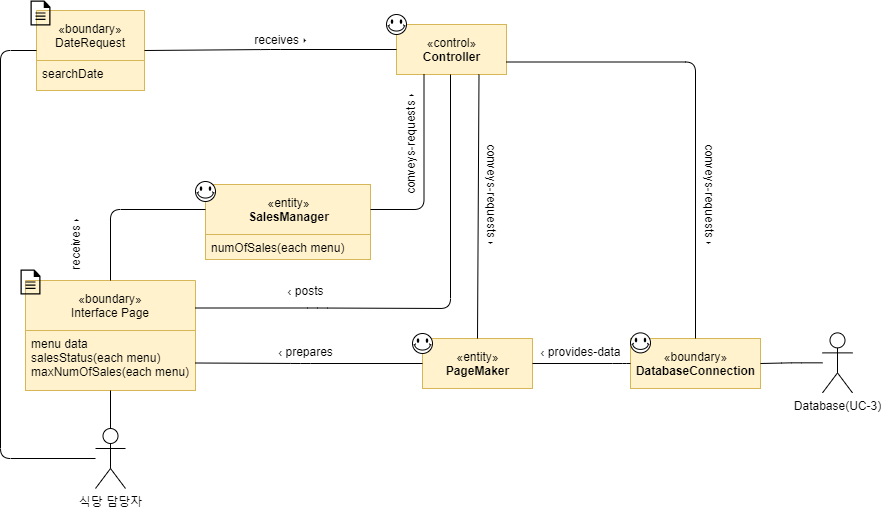 «boundary»
DateRequest
searchDate
receives ▸
«control»
Controller
conveys-requests ▸
conveys-requests ▸
conveys-requests ▸
«entity»
SalesManager
numOfSales(each menu)
receives ▸
«boundary»
Interface Page
menu data
salesStatus(each menu)
maxNumOfSales(each menu)
‹ posts
‹ prepares
«entity»
PageMaker
‹ provides-data
«boundary»
DatabaseConnection
Database(UC-3)
식당 담당자